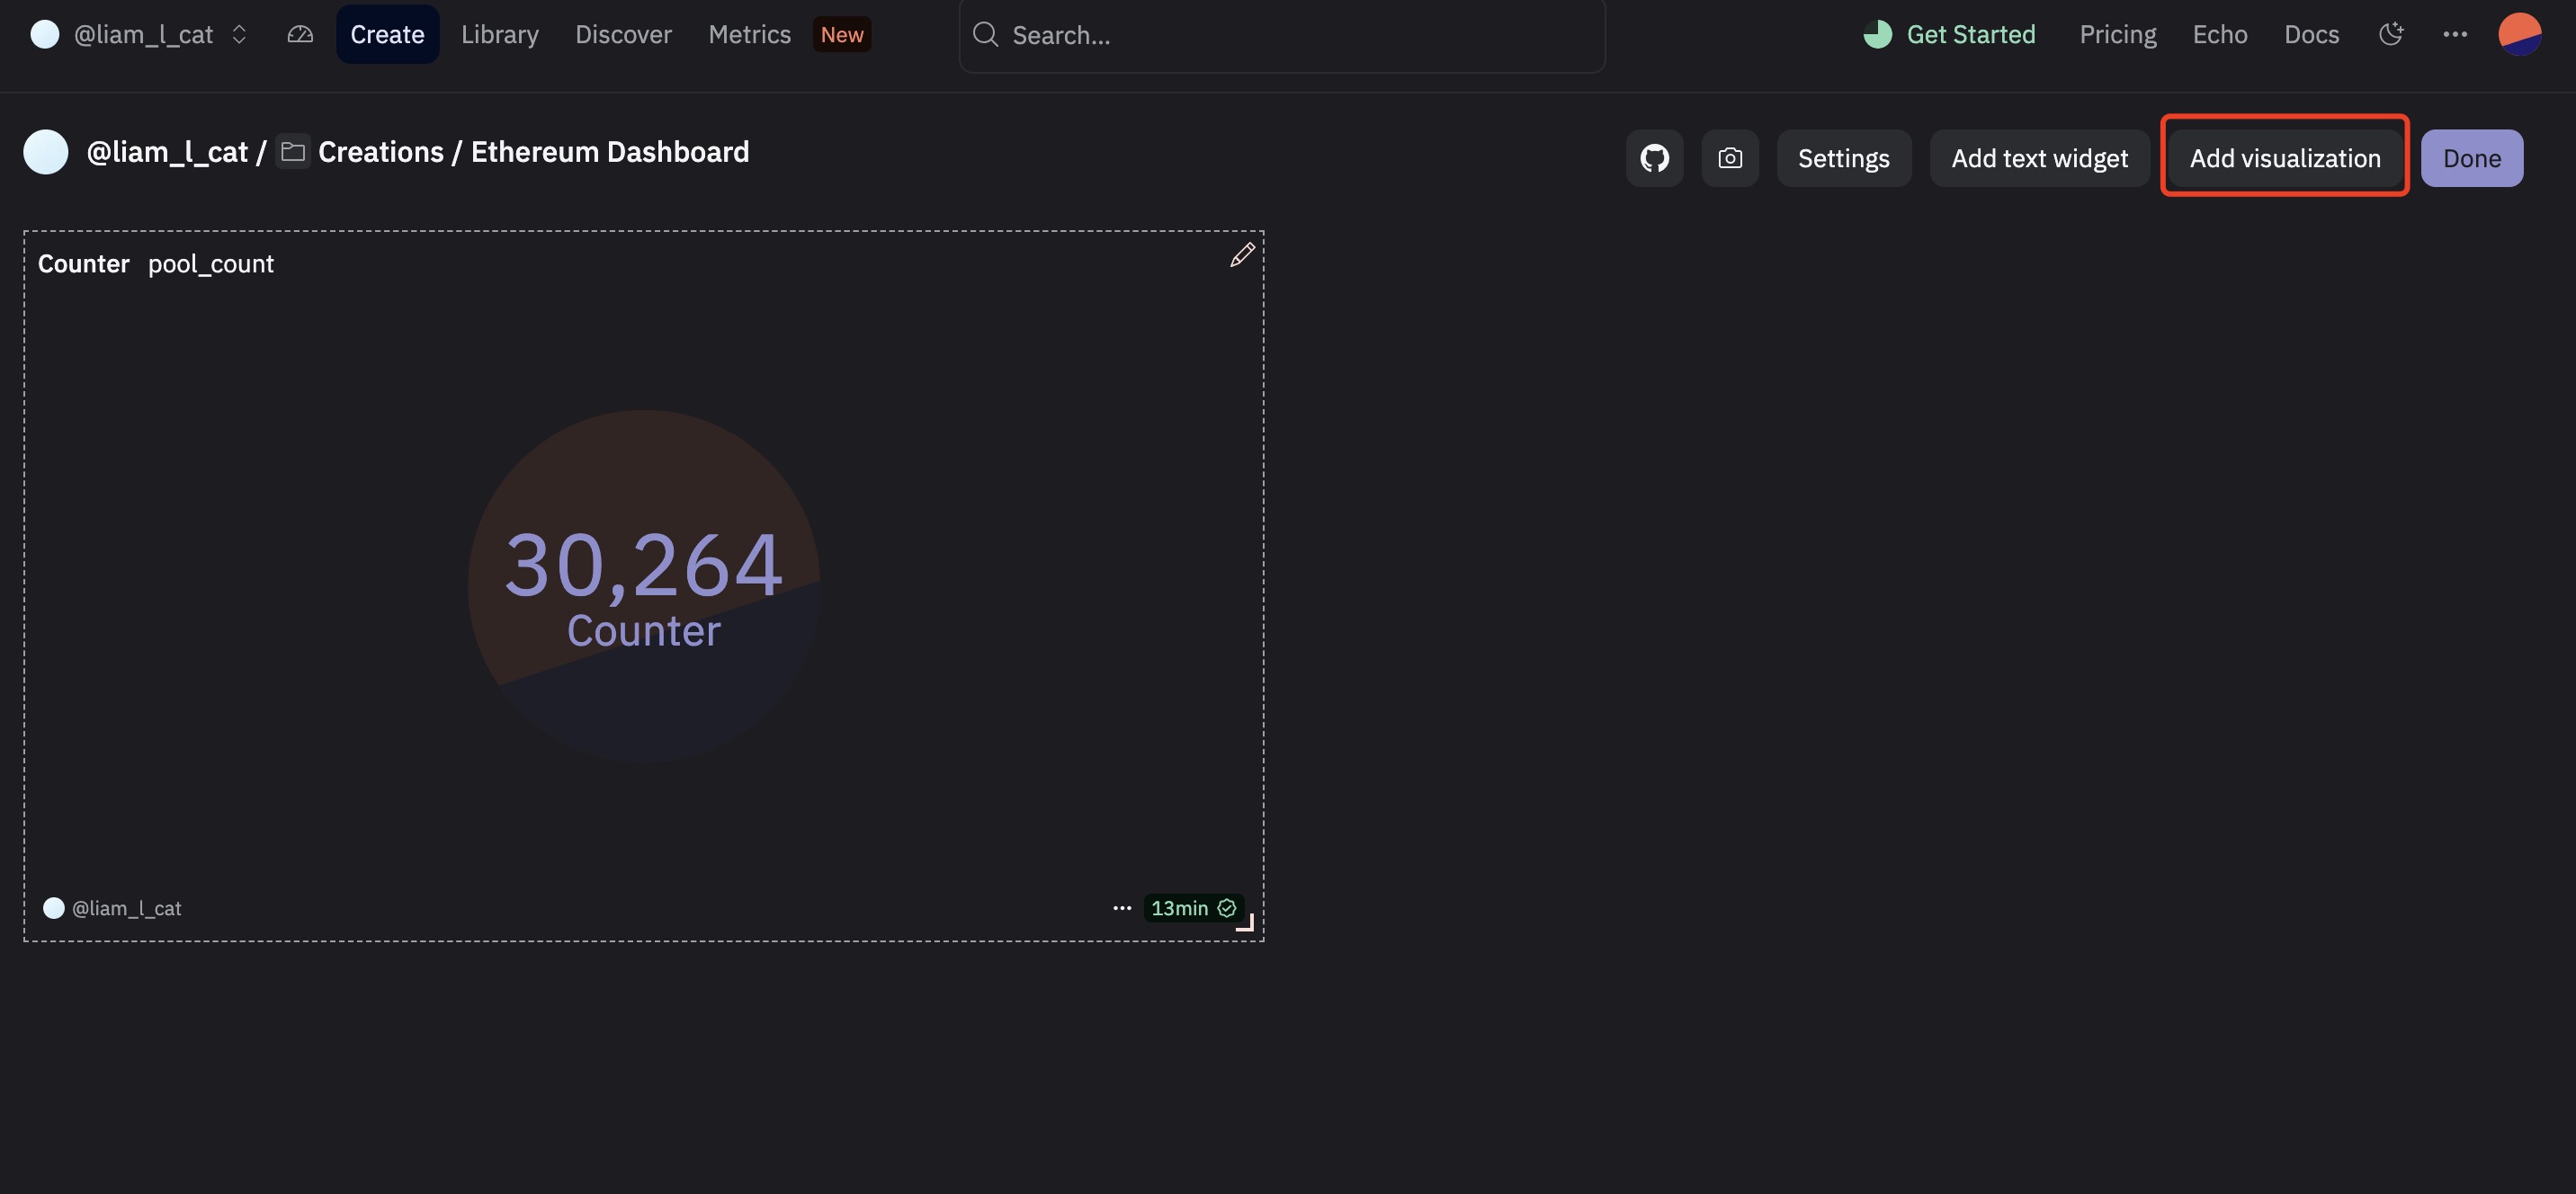 @liam_l_cat Create Library Discover Metrics New Search... Get Started Pricing Echo Docs
@liam_l_cat / Creations / Ethereum Dashboard Settings Add text widget Add visualization Done
Counter pool_count
30,264
Counter
@liam_l_cat 13min